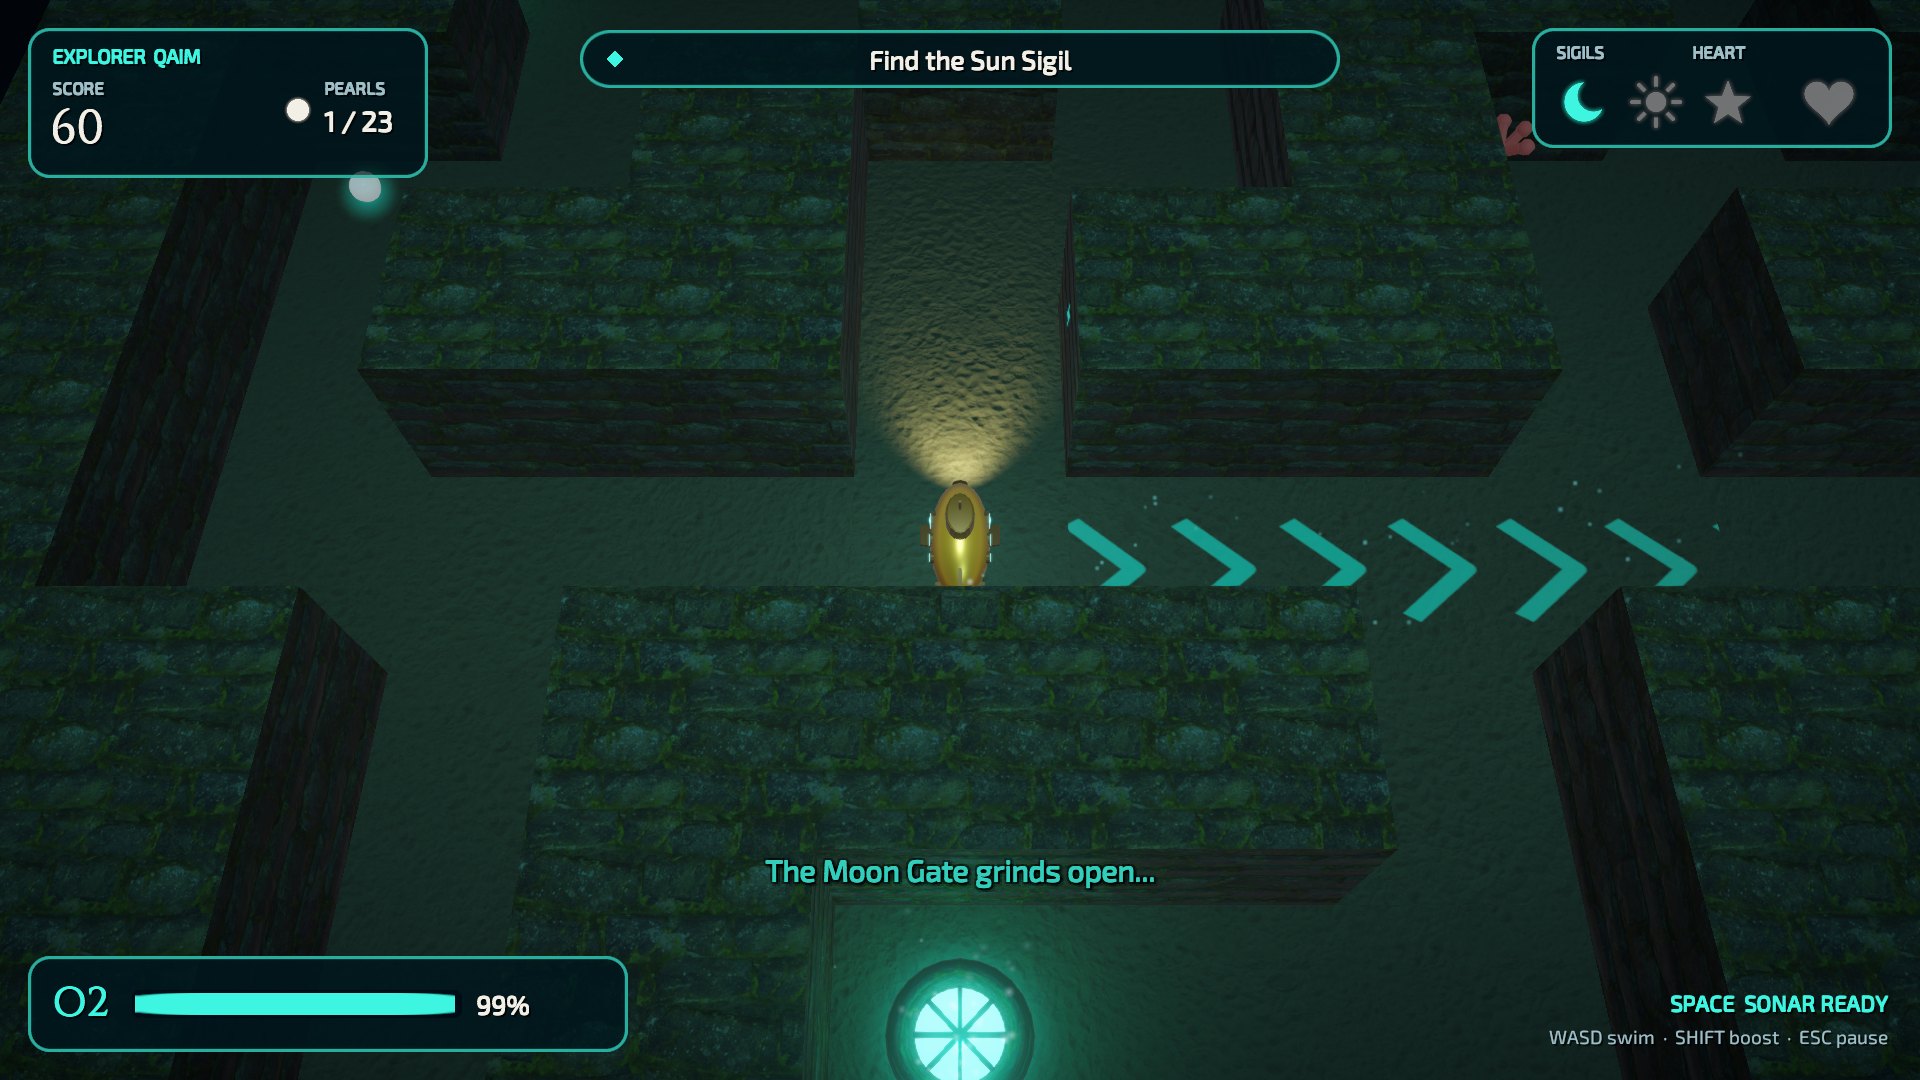 EXPLORER QAIM
SCORE
60
PEARLS
1 / 23
Find the Sun Sigil
SIGILS
HEART
The Moon Gate grinds open...
O2
99%
SPACE SONAR READY
WASD swim · SHIFT boost · ESC pause